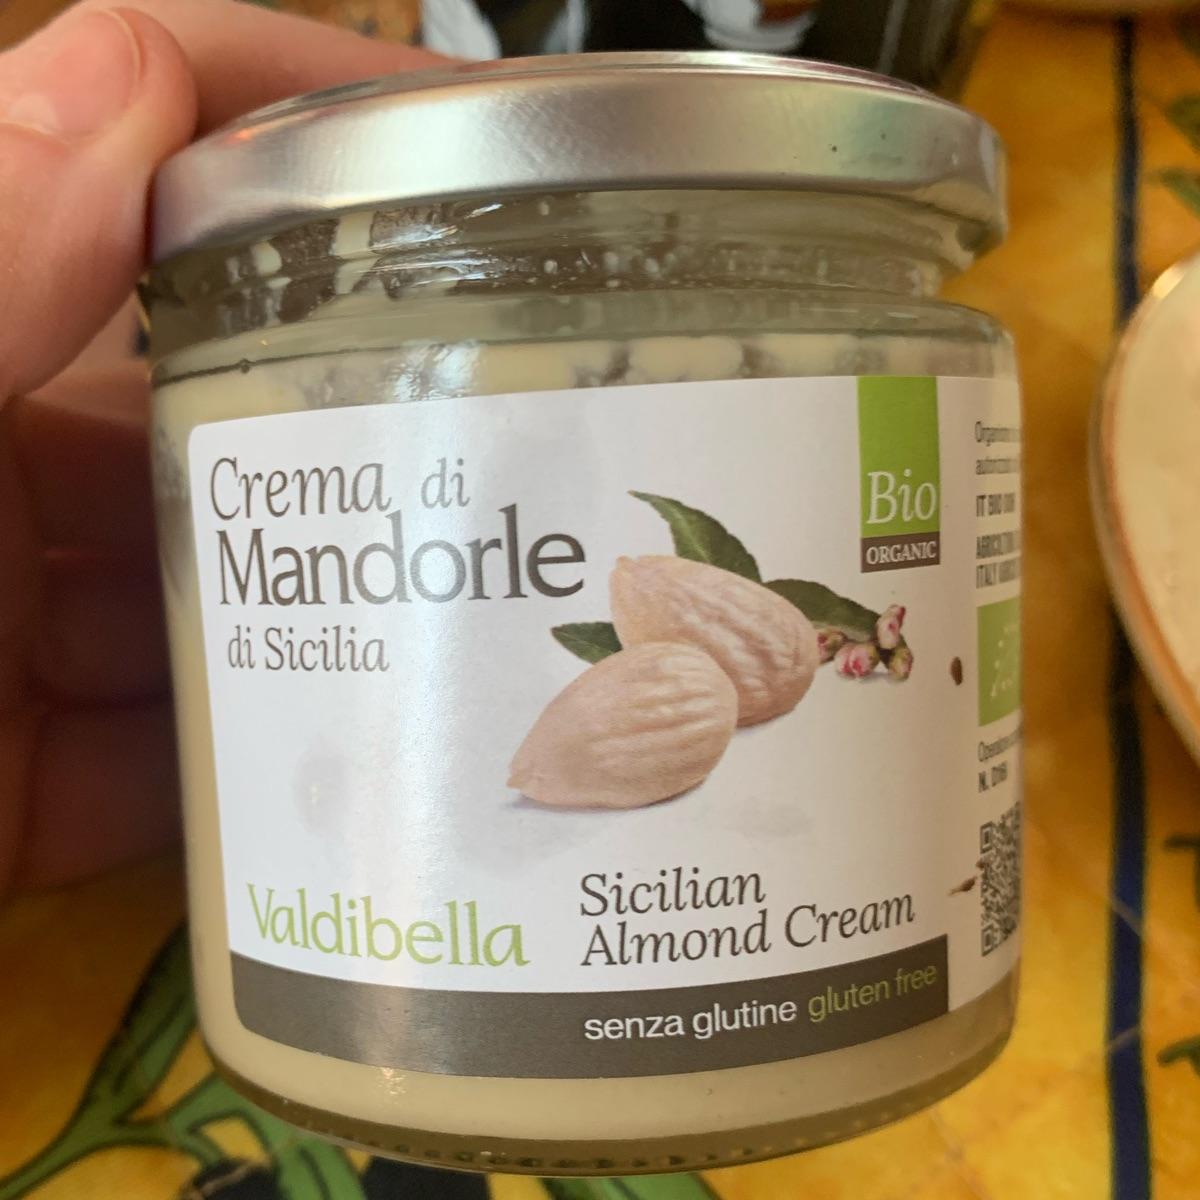 Crema di
Mandorle
di Sicilia
Bio
ORGANIC
Valdibella
Sicilian
Almond Cream
senza glutine gluten free
IT BIO
N.